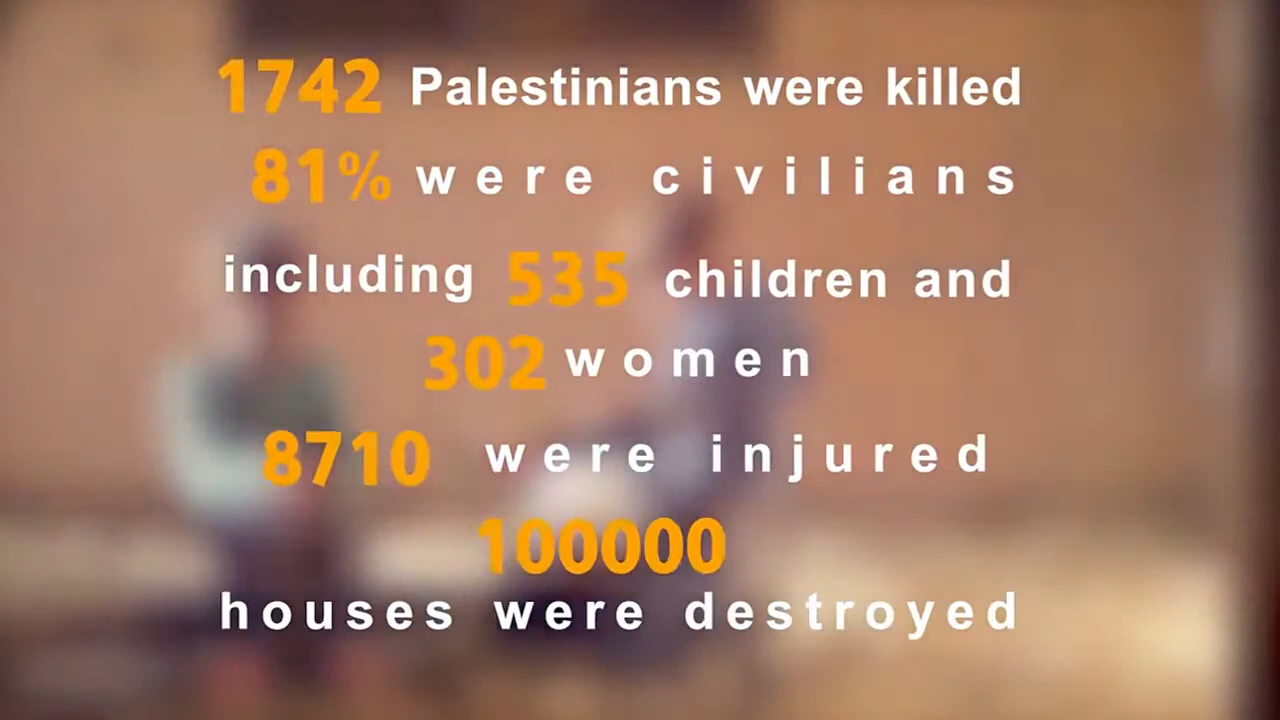 1742 Palestinians were killed
81% were civilians
including 535 children and
302 women
8710 were injured
100000
houses were destroyed